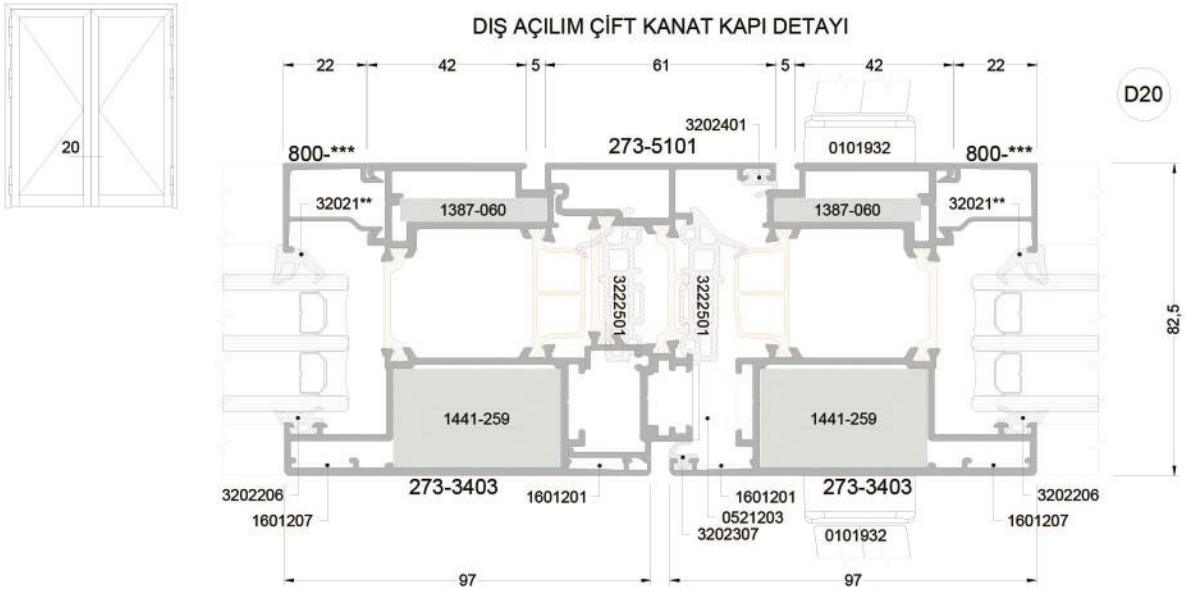 DIŞ AÇILIM ÇİFT KANAT KAPI DETAYI
22 42 5 61 5 42 22
D20
20
3202401
800-*** 273-5101 0101932 800-***
32021** 1387-060 1387-060 32021**
3222501 3222501
82,5
1441-259 1441-259
3202206 273-3403 1601201 1601201 273-3403 3202206
1601207 0521203 1601207
3202307 0101932
97 97